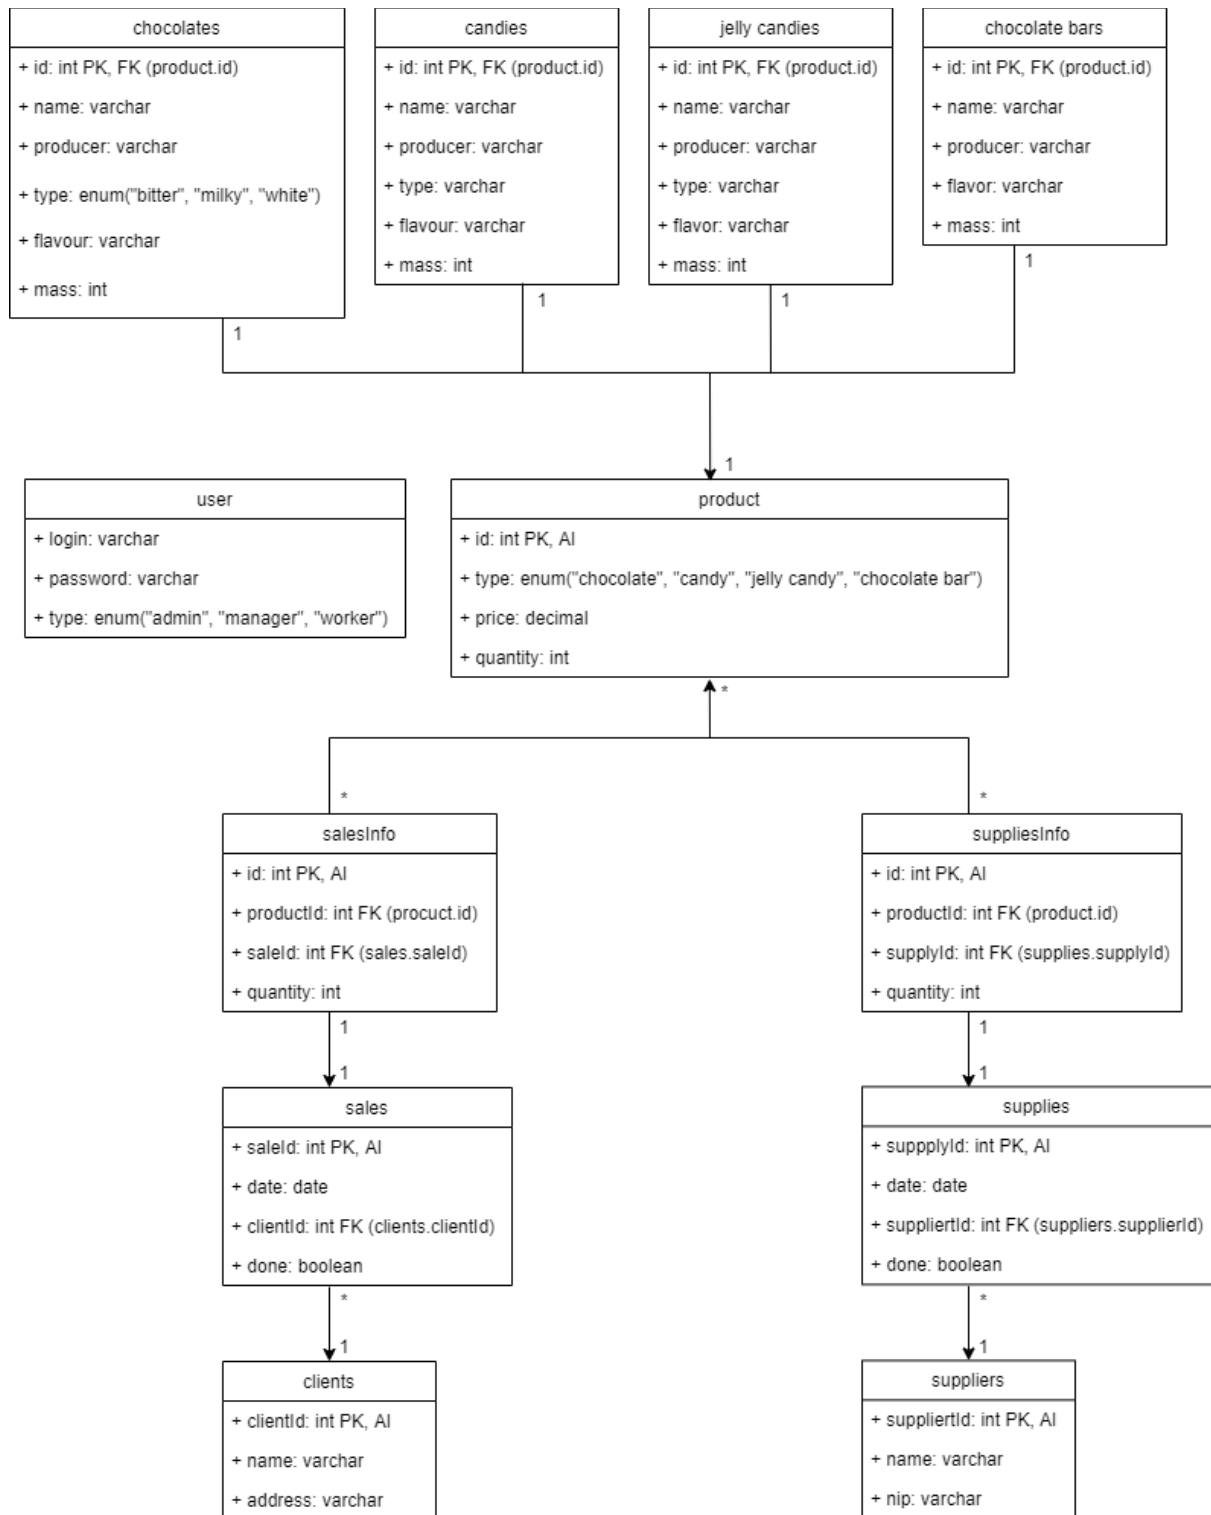 chocolates
+ id: int PK, FK (product.id)
+ name: varchar
+ producer: varchar
+ type: enum("bitter", "milky", "white")
+ flavour: varchar
+ mass: int
1
candies
+ id: int PK, FK (product.id)
+ name: varchar
+ producer: varchar
+ type: varchar
+ flavour: varchar
+ mass: int
1
jelly candies
+ id: int PK, FK (product.id)
+ name: varchar
+ producer: varchar
+ type: varchar
+ flavor: varchar
+ mass: int
1
chocolate bars
+ id: int PK, FK (product.id)
+ name: varchar
+ producer: varchar
+ flavor: varchar
+ mass: int
1
1
user
+ login: varchar
+ password: varchar
+ type: enum("admin", "manager", "worker")
product
+ id: int PK, AI
+ type: enum("chocolate", "candy", "jelly candy", "chocolate bar")
+ price: decimal
+ quantity: int
*
*
salesInfo
+ id: int PK, AI
+ productId: int FK (procuct.id)
+ saleId: int FK (sales.saleId)
+ quantity: int
1
1
sales
+ saleId: int PK, AI
+ date: date
+ clientId: int FK (clients.clientId)
+ done: boolean
*
1
clients
+ clientId: int PK, AI
+ name: varchar
+ address: varchar
*
suppliesInfo
+ id: int PK, AI
+ productId: int FK (product.id)
+ supplyId: int FK (supplies.supplyId)
+ quantity: int
1
1
supplies
+ suppplyId: int PK, AI
+ date: date
+ suppliertId: int FK (suppliers.supplierId)
+ done: boolean
*
1
suppliers
+ suppliertId: int PK, AI
+ name: varchar
+ nip: varchar